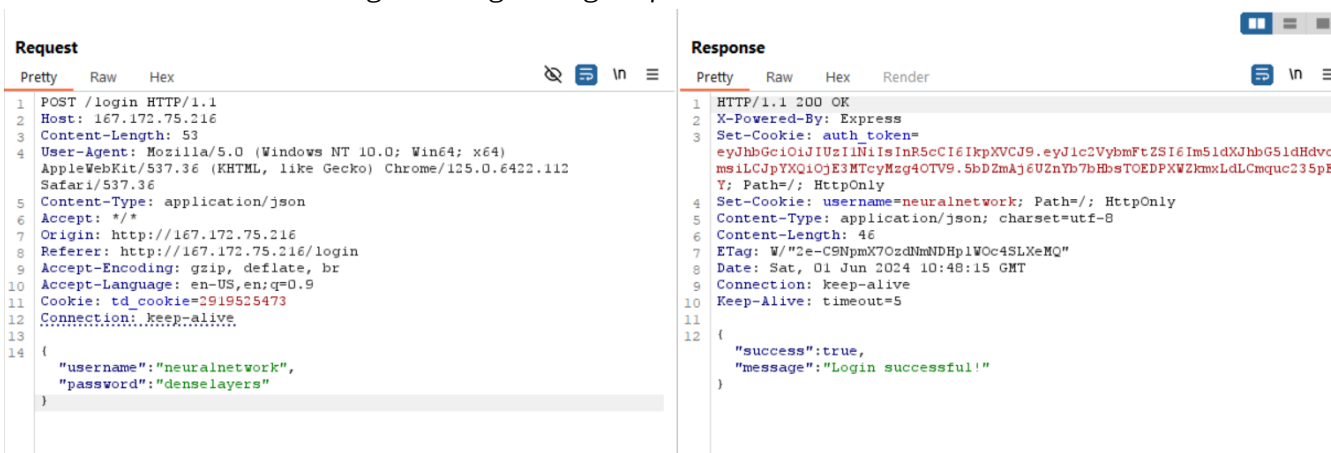 Request
Pretty Raw Hex \n
1 POST /login HTTP/1.1
2 Host: 167.172.75.216
3 Content-Length: 53
4 User-Agent: Mozilla/5.0 (Windows NT 10.0; Win64; x64)
AppleWebKit/537.36 (KHTML, like Gecko) Chrome/125.0.6422.112
Safari/537.36
5 Content-Type: application/json
6 Accept: */*
7 Origin: http://167.172.75.216
8 Referer: http://167.172.75.216/login
9 Accept-Encoding: gzip, deflate, br
10 Accept-Language: en-US,en;q=0.9
11 Cookie: td_cookie=2919525473
12 Connection: keep-alive
13
14 {
"username":"neuralnetwork",
"password":"denselayers"
}
Response
Pretty Raw Hex Render \n
1 HTTP/1.1 200 OK
2 X-Powered-By: Express
3 Set-Cookie: auth_token=
eyJhbGciOiJIUzI1NiIsInR5cCI6IkpXVCJ9.eyJ1c2VybmFtZSI6Im5ldXJhbG5ldHdvc
msiLCJpYXQiOjE3MTcyMzg4OTV9.5bDZmAj6UZnYb7bHbsTOEDPXWZkmxLdLCmquc235pE
Y; Path=/; HttpOnly
4 Set-Cookie: username=neuralnetwork; Path=/; HttpOnly
5 Content-Type: application/json; charset=utf-8
6 Content-Length: 46
7 ETag: W/"2e-C9NpmX7OzdNmNDHplWOc4SLXeMQ"
8 Date: Sat, 01 Jun 2024 10:48:15 GMT
9 Connection: keep-alive
10 Keep-Alive: timeout=5
11
12 {
"success":true,
"message":"Login successful!"
}